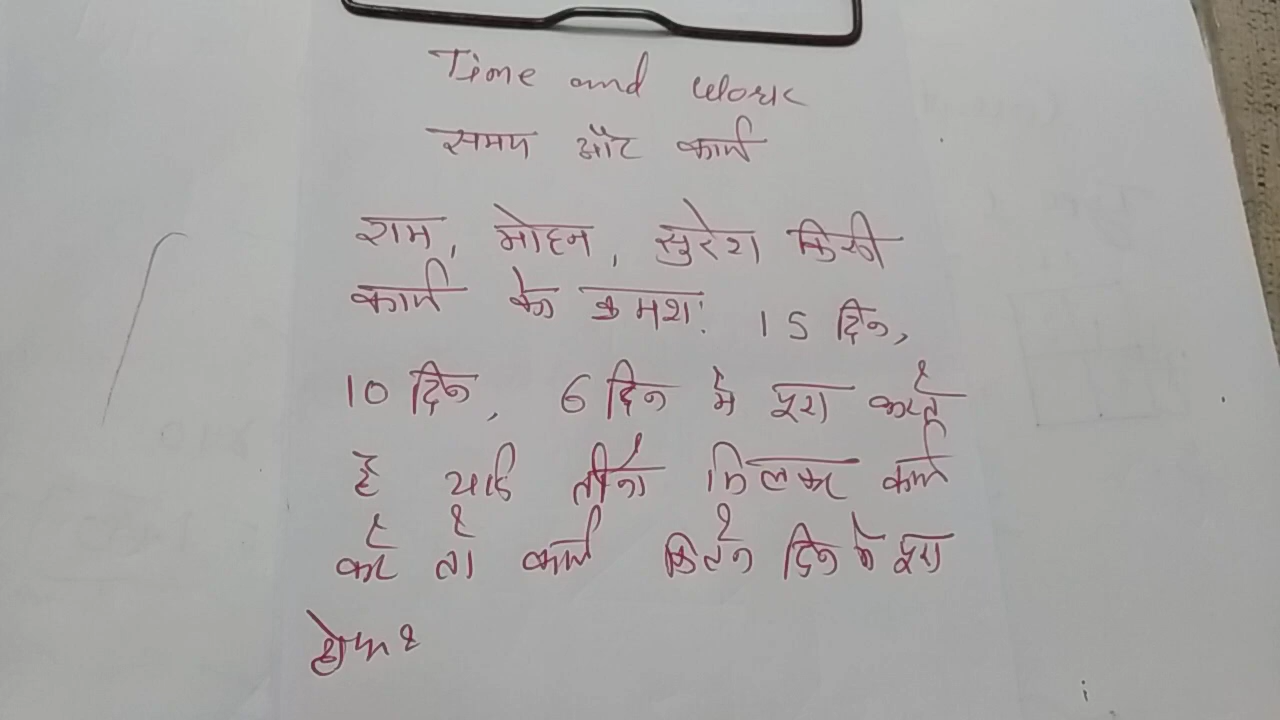 Time and Work
समय और कार्य
राम, मोहन, सुरेश किसी
कार्य को क्रमश: 15 दिन,
10 दिन, 6 दिन मे पूरा करते
है यदि तीनो मिलकर कार्य
करे तो कार्य कितने दिन मे पूरा
होगा ?